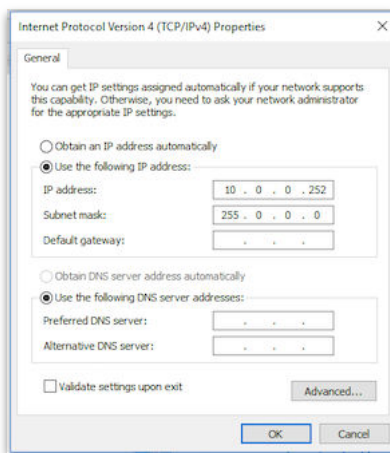 Internet Protocol Version 4 (TCP/IPv4) Properties
General
You can get IP settings assigned automatically if your network supports
this capability. Otherwise, you need to ask your network administrator
for the appropriate IP settings.
Obtain an IP address automatically
Use the following IP address:
IP address: 10 . 0 . 0 . 252
Subnet mask: 255 . 0 . 0 . 0
Default gateway: . . .
Obtain DNS server address automatically
Use the following DNS server addresses:
Preferred DNS server: . . .
Alternative DNS server: . . .
Validate settings upon exit
Advanced...
OK Cancel